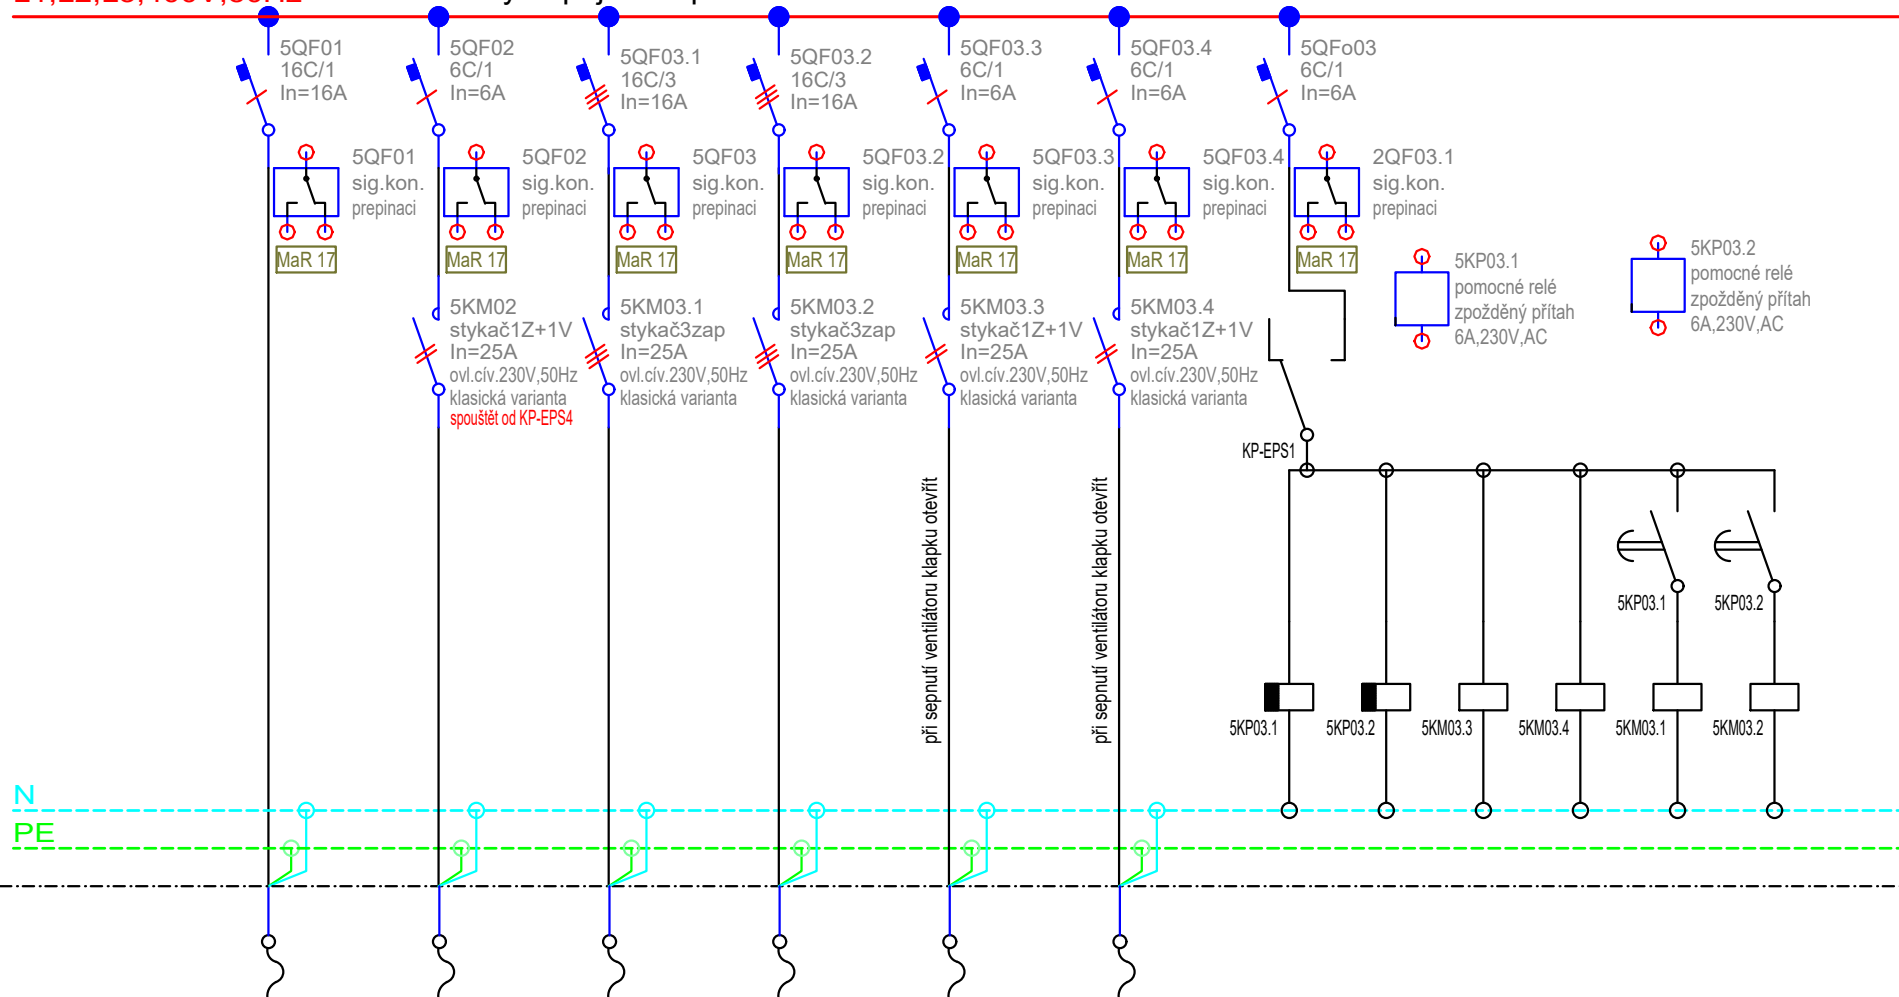 5QF01
16C/1
In=16A
5QF02
6C/1
In=6A
5QF03.1
16C/3
In=16A
5QF03.2
16C/3
In=16A
5QF03.3
6C/1
In=6A
5QF03.4
6C/1
In=6A
5QFo03
6C/1
In=6A
5QF01
sig.kon.
prepinaci
MaR 17
5QF02
sig.kon.
prepinaci
MaR 17
5QF03
sig.kon.
prepinaci
MaR 17
5QF03.2
sig.kon.
prepinaci
MaR 17
5QF03.3
sig.kon.
prepinaci
MaR 17
5QF03.4
sig.kon.
prepinaci
MaR 17
2QF03.1
sig.kon.
prepinaci
MaR 17
5KP03.1
pomocné relé
zpožděný přítah
6A,230V,AC
5KP03.2
pomocné relé
zpožděný přítah
6A,230V,AC
5KM02
stykač1Z+1V
In=25A
ovl.cív.230V,50Hz
klasická varianta
spouštět od KP-EPS4
5KM03.1
stykač3zap
In=25A
ovl.cív.230V,50Hz
klasická varianta
5KM03.2
stykač3zap
In=25A
ovl.cív.230V,50Hz
klasická varianta
5KM03.3
stykač1Z+1V
In=25A
ovl.cív.230V,50Hz
klasická varianta
5KM03.4
stykač1Z+1V
In=25A
ovl.cív.230V,50Hz
klasická varianta
KP-EPS1
při sepnutí ventilátoru klapku otevřít
při sepnutí ventilátoru klapku otevřít
5KP03.1
5KP03.2
5KP03.1
5KP03.2
5KM03.3
5KM03.4
5KM03.1
5KM03.2
N
PE